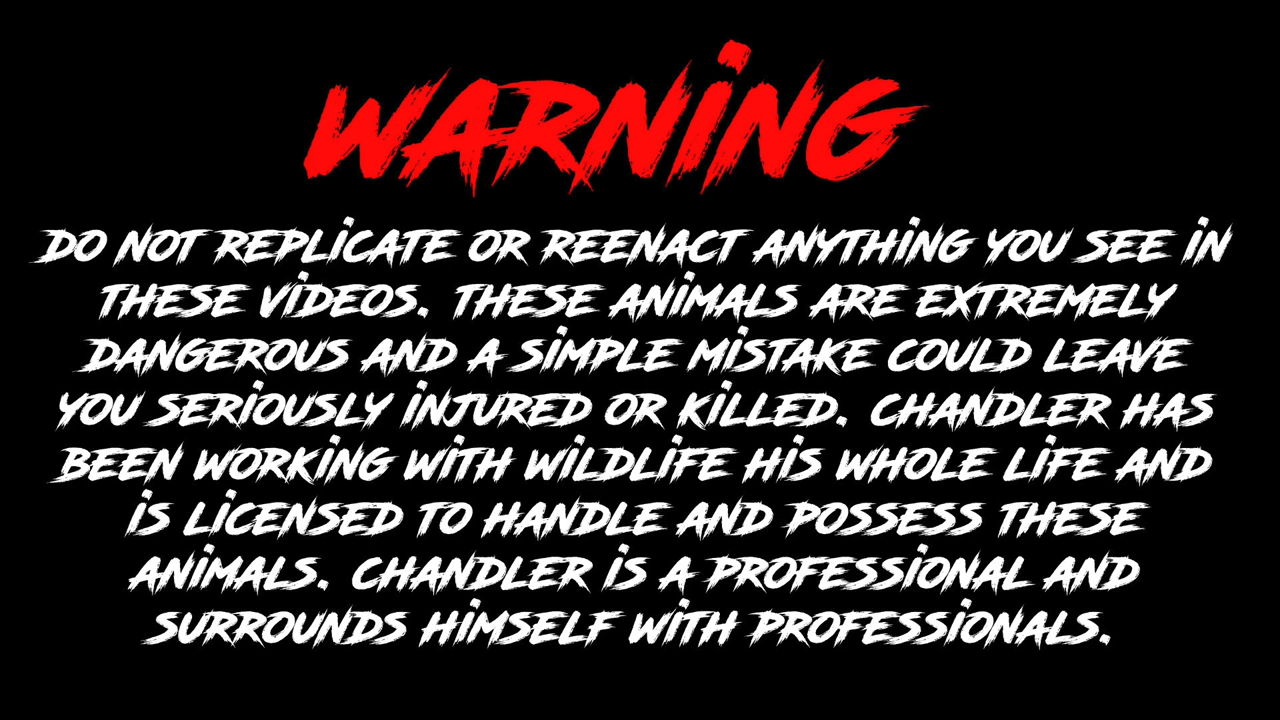 WARNING
DO NOT REPLICATE OR REENACT ANYTHING YOU SEE IN
THESE VIDEOS. THESE ANIMALS ARE EXTREMELY
DANGEROUS AND A SIMPLE MISTAKE COULD LEAVE
YOU SERIOUSLY INJURED OR KILLED. CHANDLER HAS
BEEN WORKING WITH WILDLIFE HIS WHOLE LIFE AND
IS LICENSED TO HANDLE AND POSSESS THESE
ANIMALS. CHANDLER IS A PROFESSIONAL AND
SURROUNDS HIMSELF WITH PROFESSIONALS.